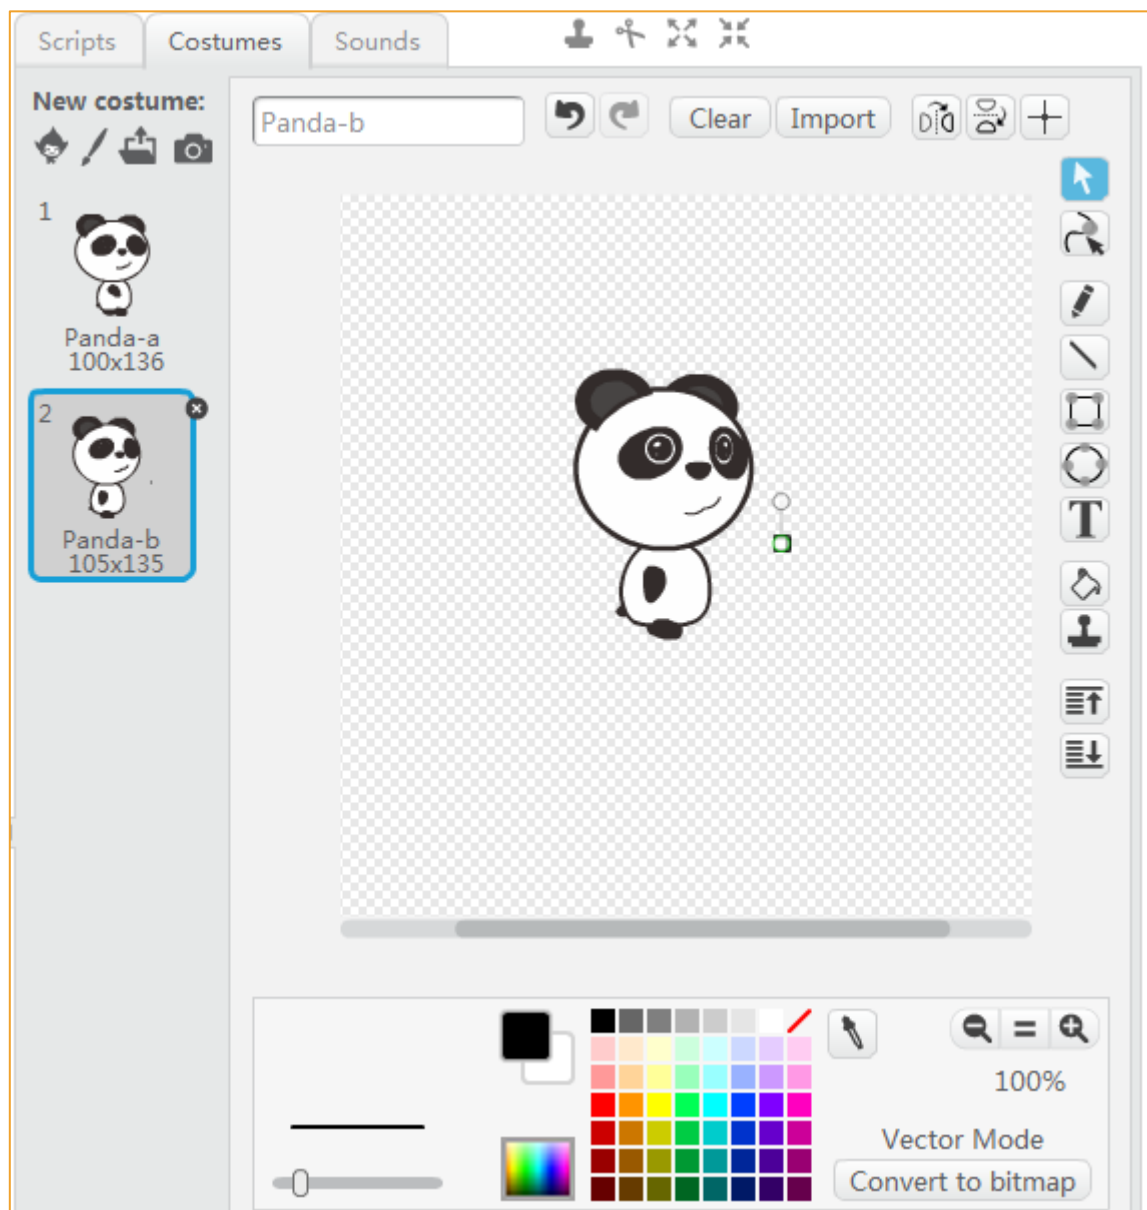 Scripts
Costumes
Sounds
New costume:
Panda-b
Clear
Import
1
Panda-a
100x136
2
Panda-b
105x135
T
100%
Vector Mode
Convert to bitmap